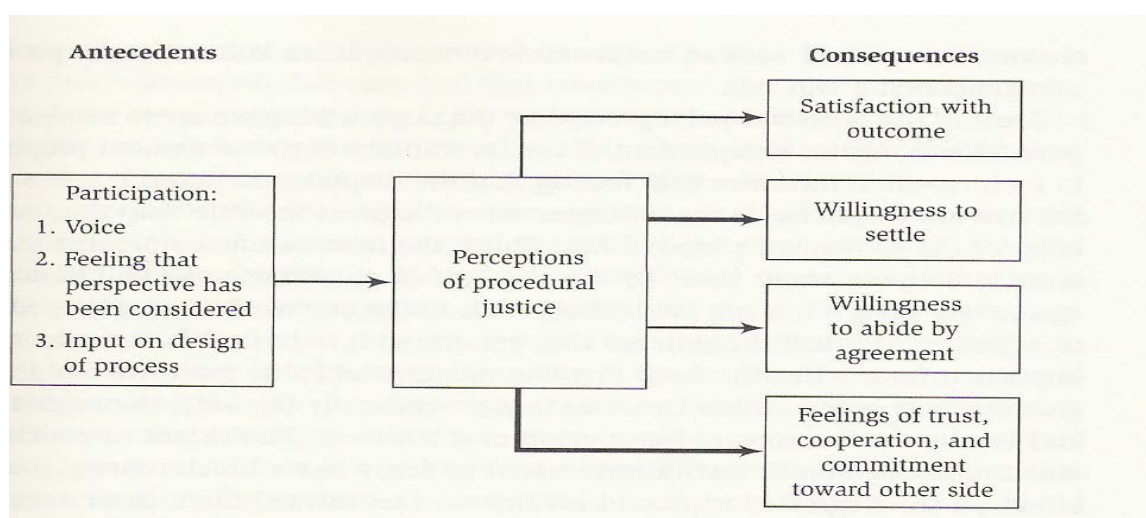 Antecedents
Participation:
1. Voice
2. Feeling that
perspective has
been considered
3. Input on design
of process
Perceptions
of procedural
justice
Consequences
Satisfaction with
outcome
Willingness to
settle
Willingness
to abide by
agreement
Feelings of trust,
cooperation, and
commitment
toward other side